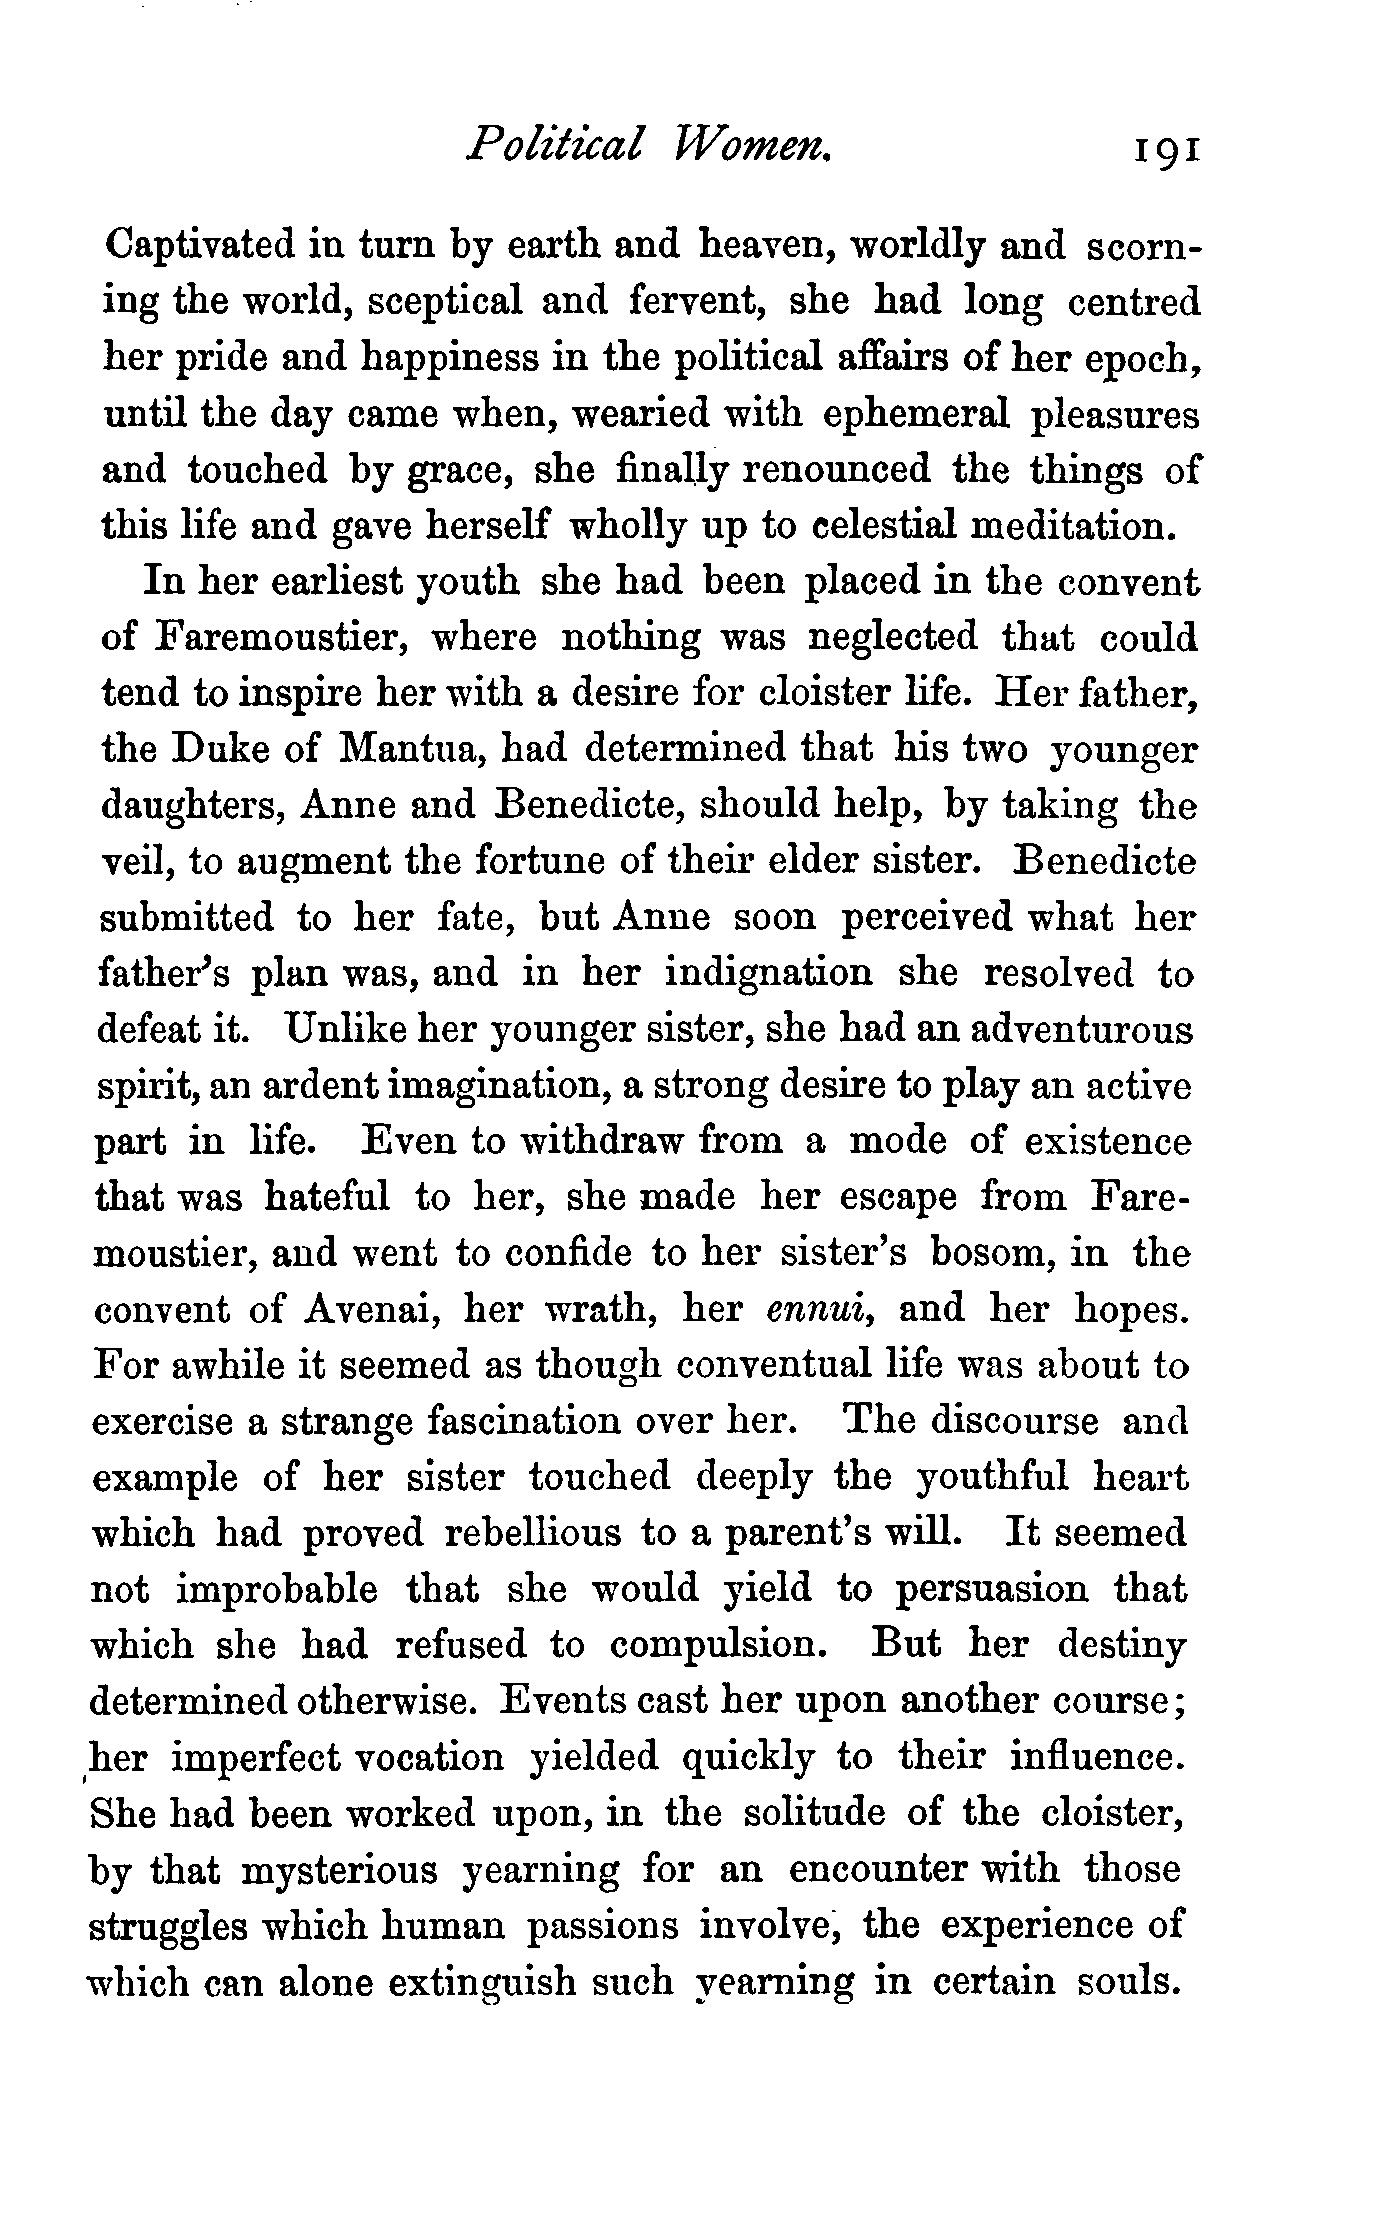 Political Women. 191
Captivated in turn by earth and heaven, worldly and scorn-
ing the world, sceptical and fervent, she had long centred
her pride and happiness in the political affairs of her epoch,
until the day came when, wearied with ephemeral pleasures
and touched by grace, she finally renounced the things of
this life and gave herself wholly up to celestial meditation.
In her earliest youth she had been placed in the convent
of Faremoustier, where nothing was neglected that could
tend to inspire her with a desire for cloister life. Her father,
the Duke of Mantua, had determined that his two younger
daughters, Anne and Benedicte, should help, by taking the
veil, to augment the fortune of their elder sister. Benedicte
submitted to her fate, but Anne soon perceived what her
father's plan was, and in her indignation she resolved to
defeat it. Unlike her younger sister, she had an adventurous
spirit, an ardent imagination, a strong desire to play an active
part in life. Even to withdraw from a mode of existence
that was hateful to her, she made her escape from Fare-
moustier, and went to confide to her sister's bosom, in the
convent of Avenai, her wrath, her ennui, and her hopes.
For awhile it seemed as though conventual life was about to
exercise a strange fascination over her. The discourse and
example of her sister touched deeply the youthful heart
which had proved rebellious to a parent's will. It seemed
not improbable that she would yield to persuasion that
which she had refused to compulsion. But her destiny
determined otherwise. Events cast her upon another course;
her imperfect vocation yielded quickly to their influence.
She had been worked upon, in the solitude of the cloister,
by that mysterious yearning for an encounter with those
struggles which human passions involve, the experience of
which can alone extinguish such yearning in certain souls.